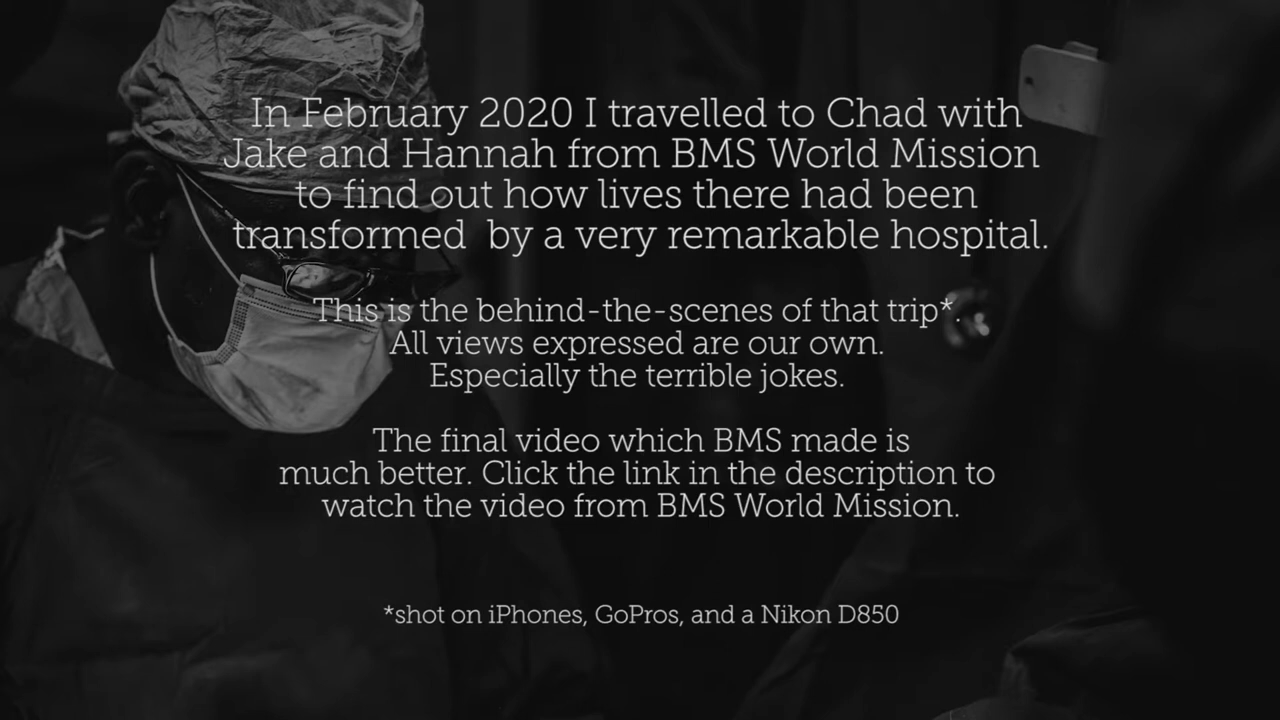 In February 2020 I travelled to Chad with
Jake and Hannah from BMS World Mission
to find out how lives there had been
transformed by a very remarkable hospital.
This is the behind-the-scenes of that trip*.
All views expressed are our own.
Especially the terrible jokes.
The final video which BMS made is
much better. Click the link in the description to
watch the video from BMS World Mission.
*shot on iPhones, GoPros, and a Nikon D850